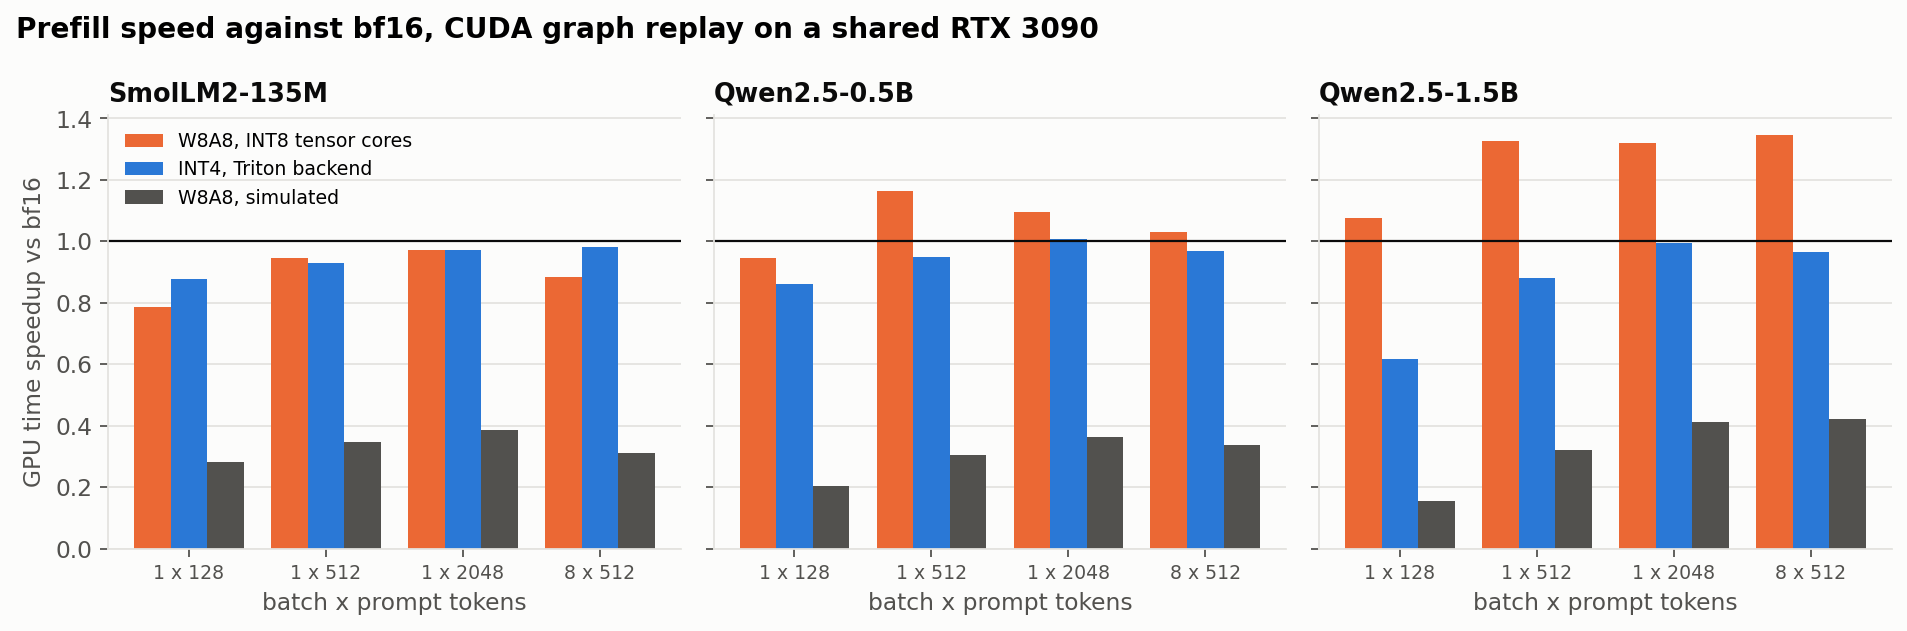 Prefill speed against bf16, CUDA graph replay on a shared RTX 3090
SmolLM2-135M
Qwen2.5-0.5B
Qwen2.5-1.5B
GPU time speedup vs bf16
1.4
1.2
1.0
0.8
0.6
0.4
0.2
0.0
W8A8, INT8 tensor cores
INT4, Triton backend
W8A8, simulated
1 x 128
1 x 512
1 x 2048
8 x 512
1 x 128
1 x 512
1 x 2048
8 x 512
1 x 128
1 x 512
1 x 2048
8 x 512
batch x prompt tokens
batch x prompt tokens
batch x prompt tokens